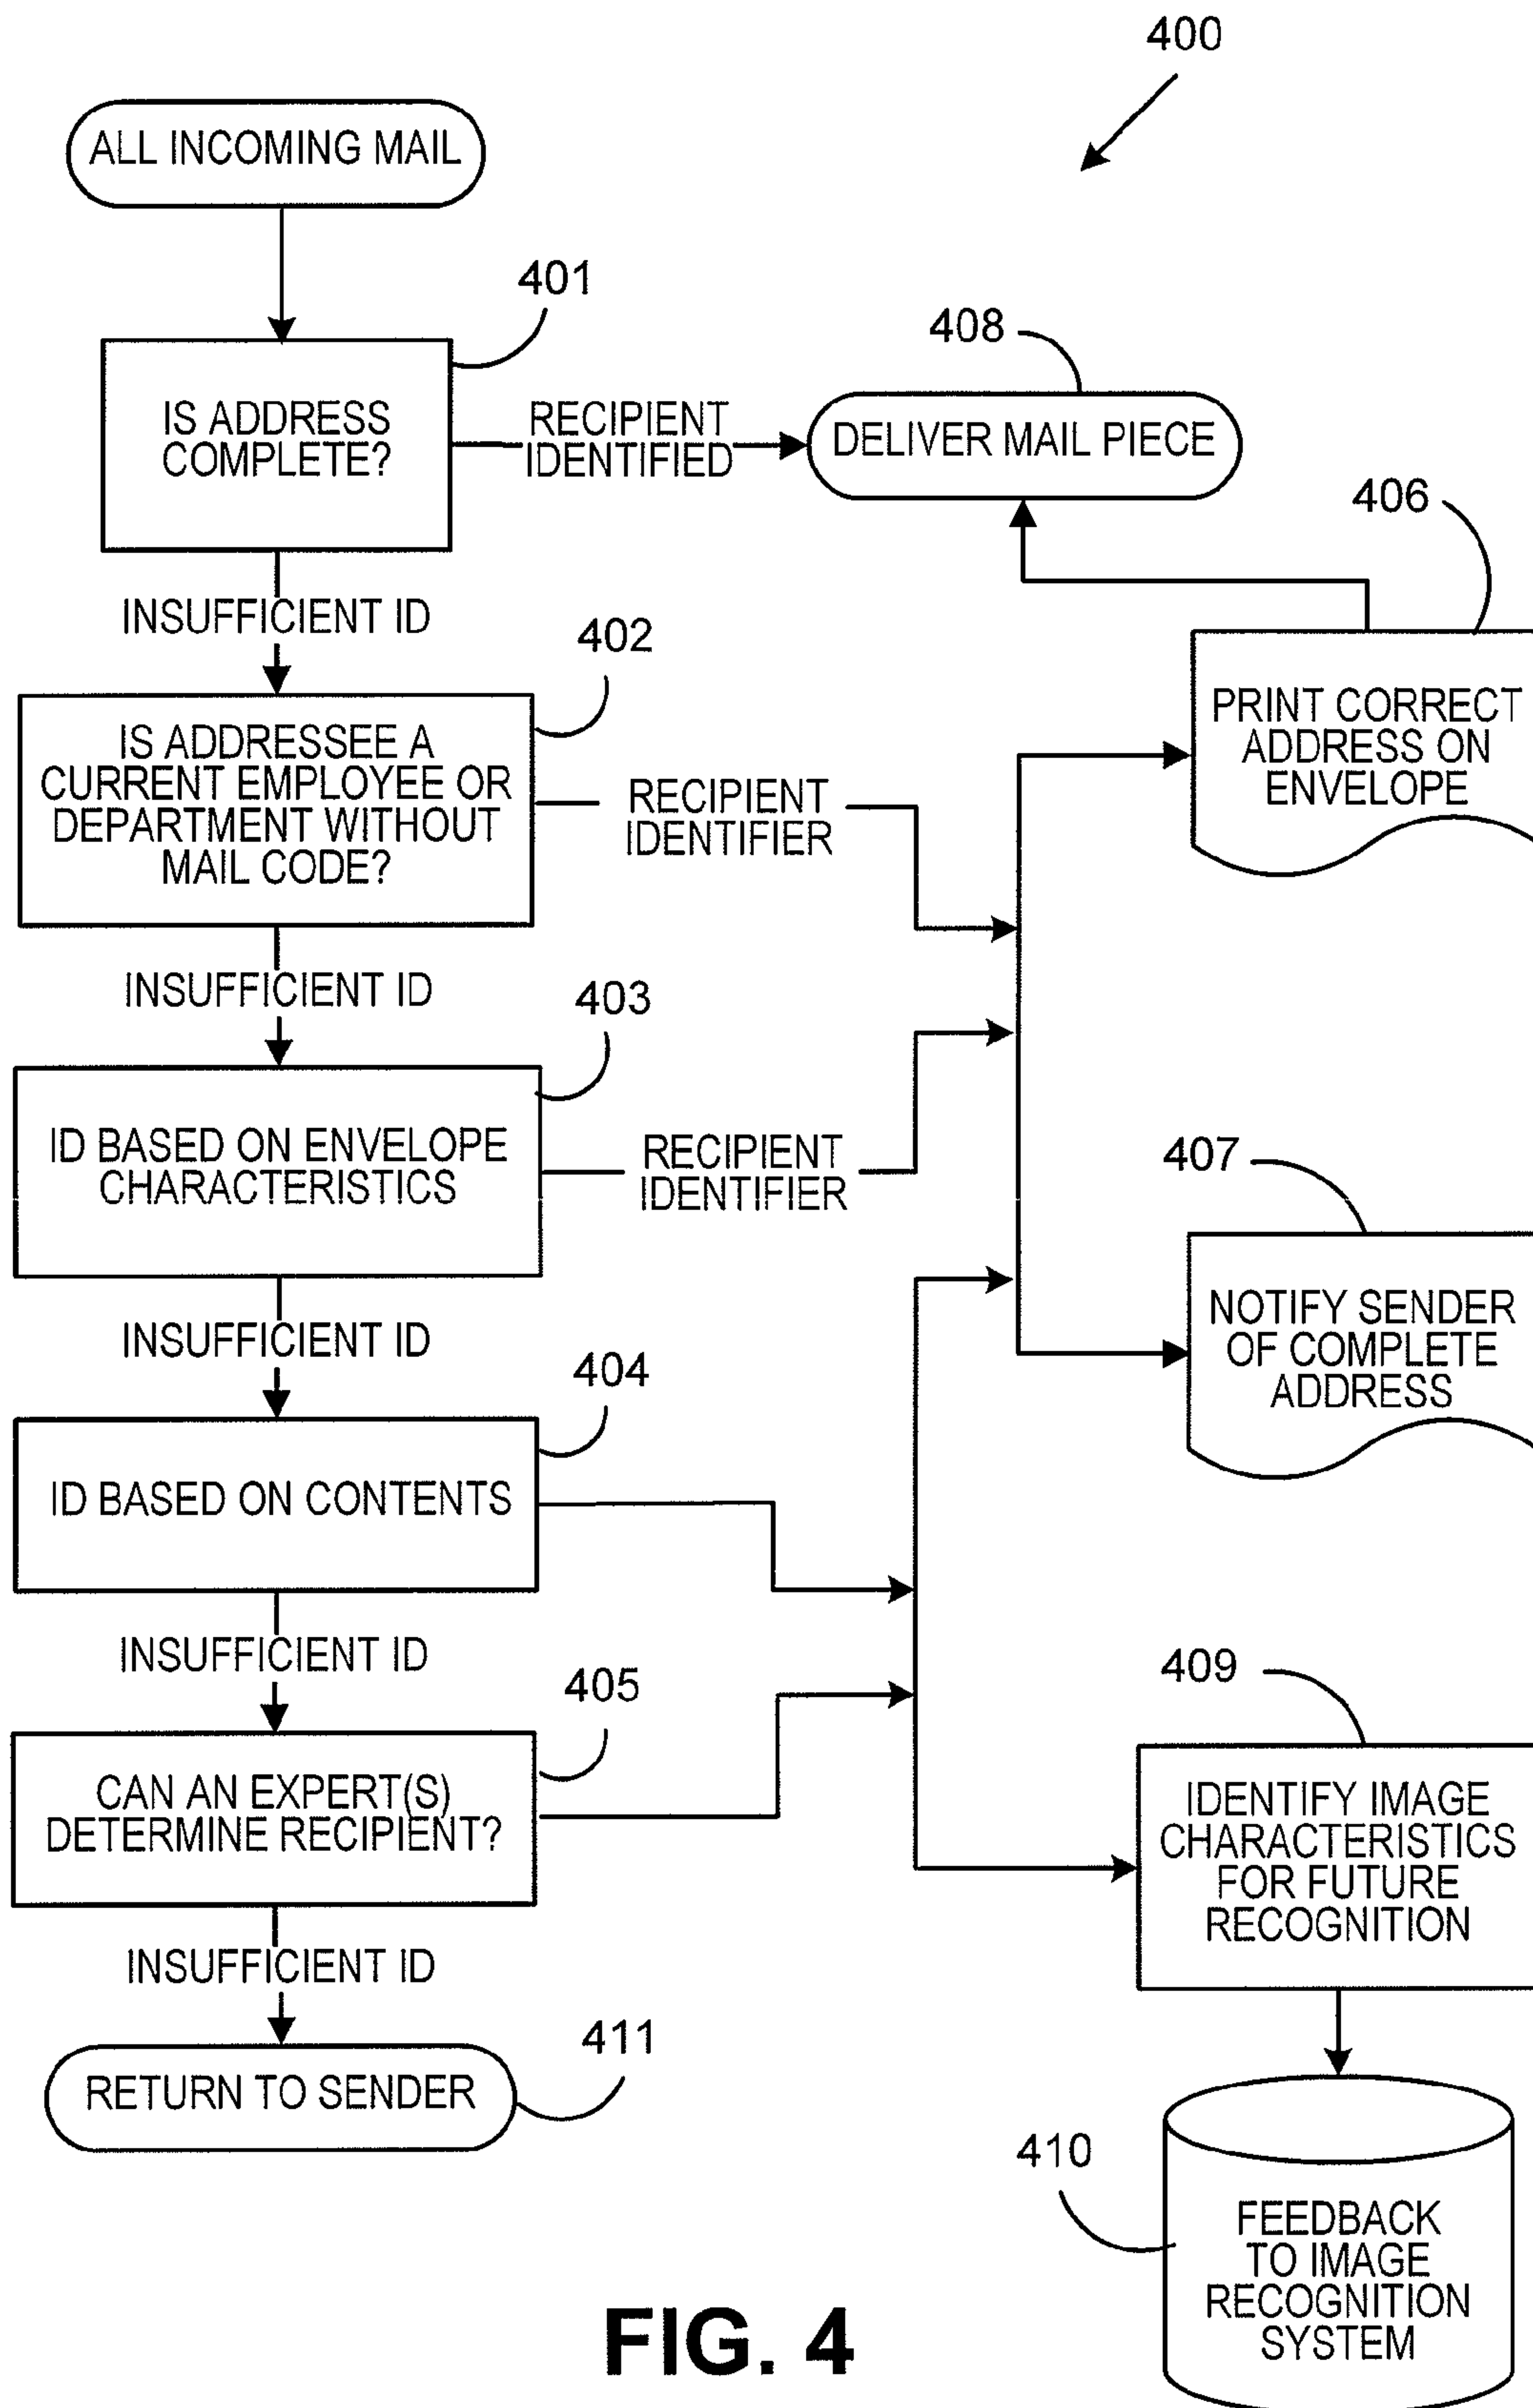 400
ALL INCOMING MAIL
401
IS ADDRESS
COMPLETE?
RECIPIENT
IDENTIFIED
408
DELIVER MAIL PIECE
406
INSUFFICIENT ID
402
IS ADDRESSEE A
CURRENT EMPLOYEE OR
DEPARTMENT WITHOUT
MAIL CODE?
RECIPIENT
IDENTIFIER
PRINT CORRECT
ADDRESS ON
ENVELOPE
INSUFFICIENT ID
403
ID BASED ON ENVELOPE
CHARACTERISTICS
RECIPIENT
IDENTIFIER
407
NOTIFY SENDER
OF COMPLETE
ADDRESS
INSUFFICIENT ID
404
ID BASED ON CONTENTS
INSUFFICIENT ID
405
CAN AN EXPERT(S)
DETERMINE RECIPIENT?
409
IDENTIFY IMAGE
CHARACTERISTICS
FOR FUTURE
RECOGNITION
INSUFFICIENT ID
411
RETURN TO SENDER
410
FEEDBACK
TO IMAGE
RECOGNITION
SYSTEM
FIG. 4